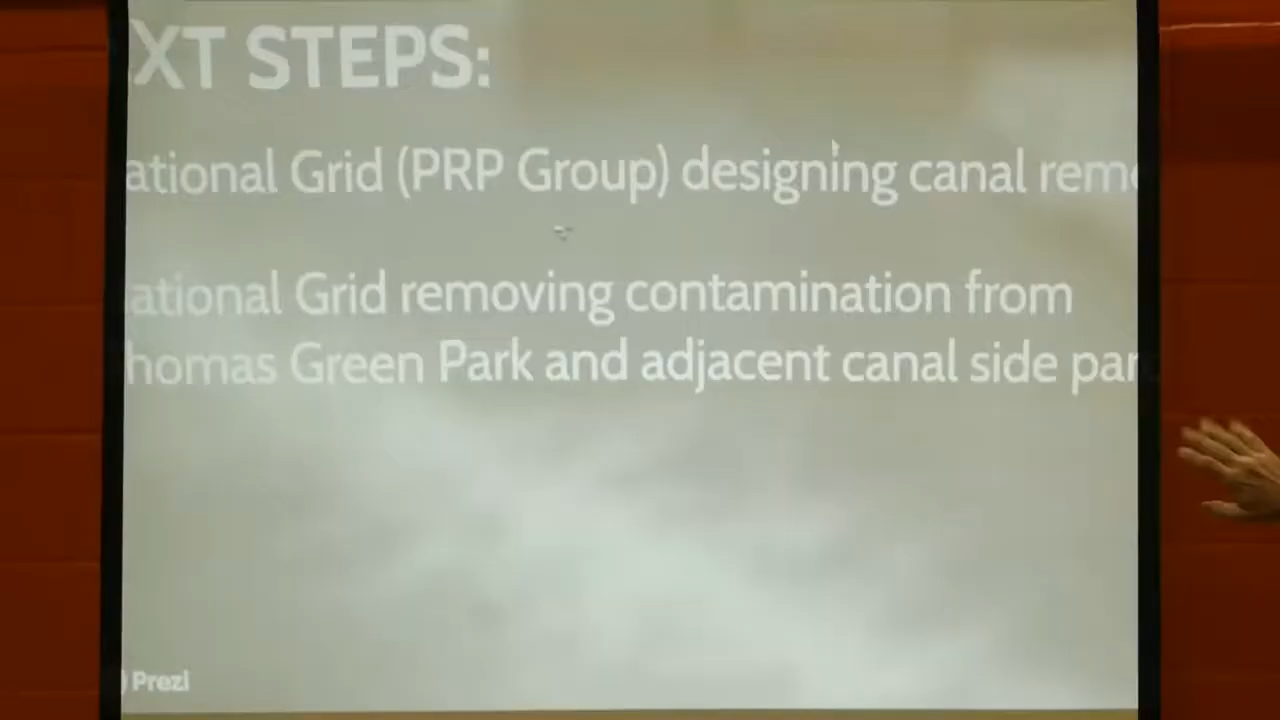 XT STEPS:
ational Grid (PRP Group) designing canal rem
ational Grid removing contamination from
homas Green Park and adjacent canal side par
Prezi